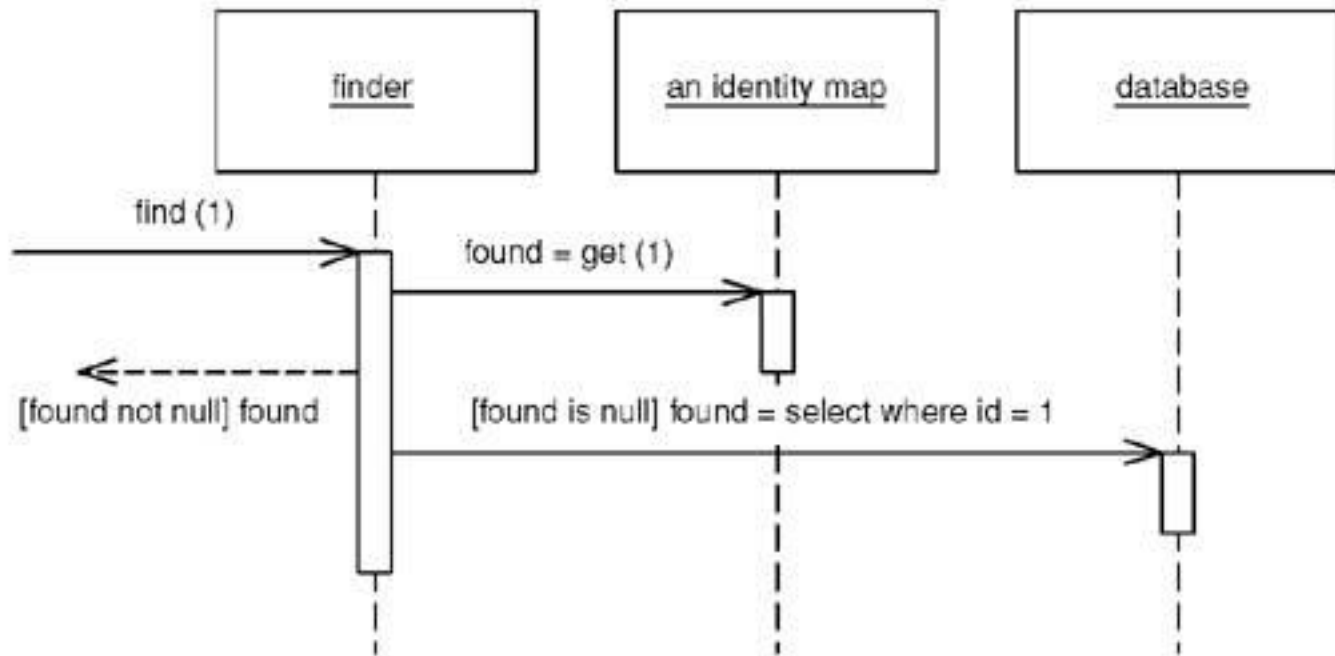 finder
an identity map
database
find (1)
found = get (1)
[found not null] found
[found is null] found = select where id = 1